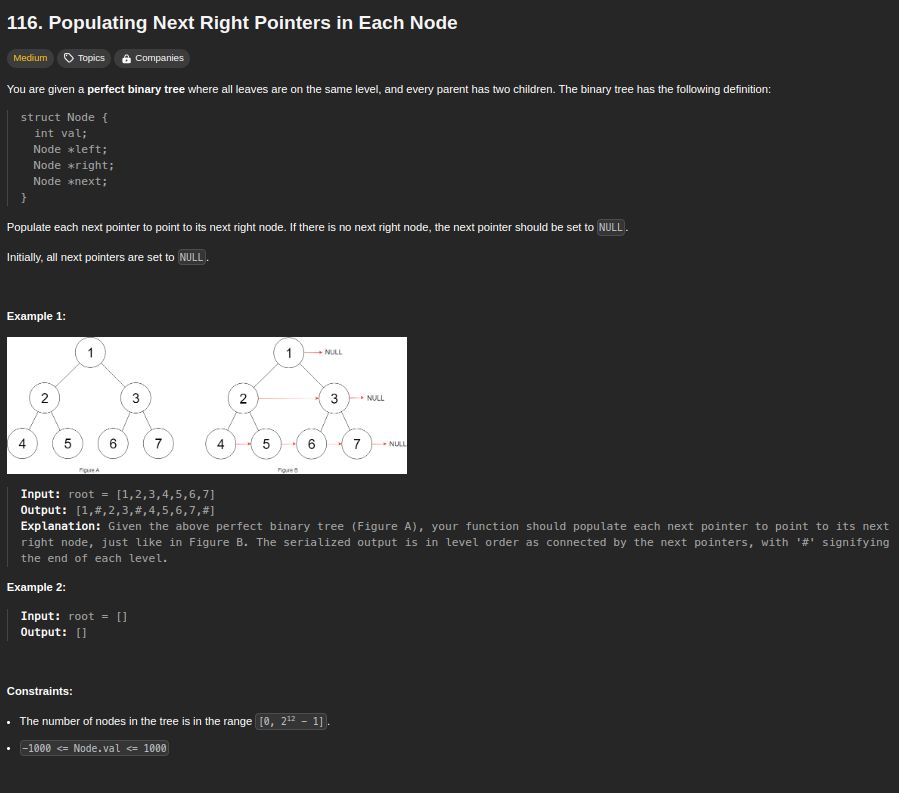 116. Populating Next Right Pointers in Each Node
Medium Topics Companies
You are given a perfect binary tree where all leaves are on the same level, and every parent has two children. The binary tree has the following definition:
struct Node {
  int val;
  Node *left;
  Node *right;
  Node *next;
}
Populate each next pointer to point to its next right node. If there is no next right node, the next pointer should be set to NULL.
Initially, all next pointers are set to NULL.
Example 1:
1 1 NULL
2 3 2 3 NULL
4 5 6 7 4 5 6 7 NULL
Figure A Figure B
Input: root = [1,2,3,4,5,6,7]
Output: [1,#,2,3,#,4,5,6,7,#]
Explanation: Given the above perfect binary tree (Figure A), your function should populate each next pointer to point to its next
right node, just like in Figure B. The serialized output is in level order as connected by the next pointers, with '#' signifying
the end of each level.
Example 2:
Input: root = []
Output: []
Constraints:
• The number of nodes in the tree is in the range [0, 2¹² - 1].
• -1000 <= Node.val <= 1000